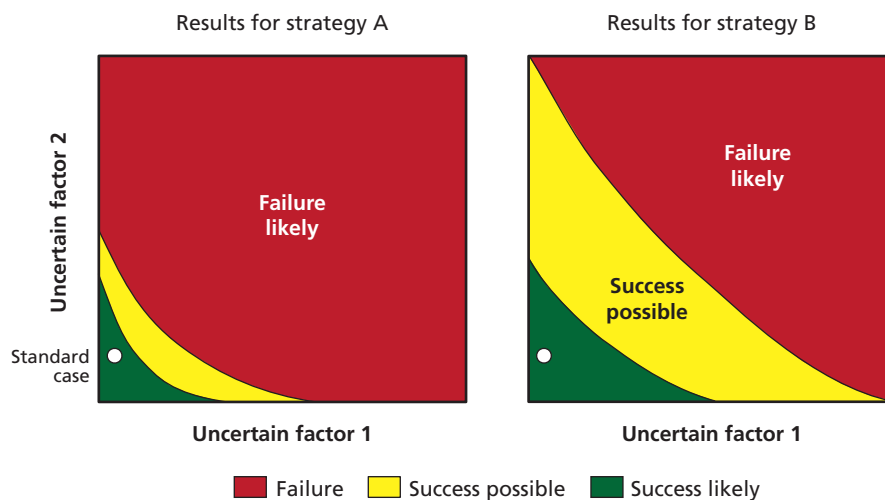 Results for strategy A
Results for strategy B
Uncertain factor 2
Failure
likely
Failure
likely
Success
possible
Standard
case
Uncertain factor 1
Uncertain factor 1
Failure
Success possible
Success likely